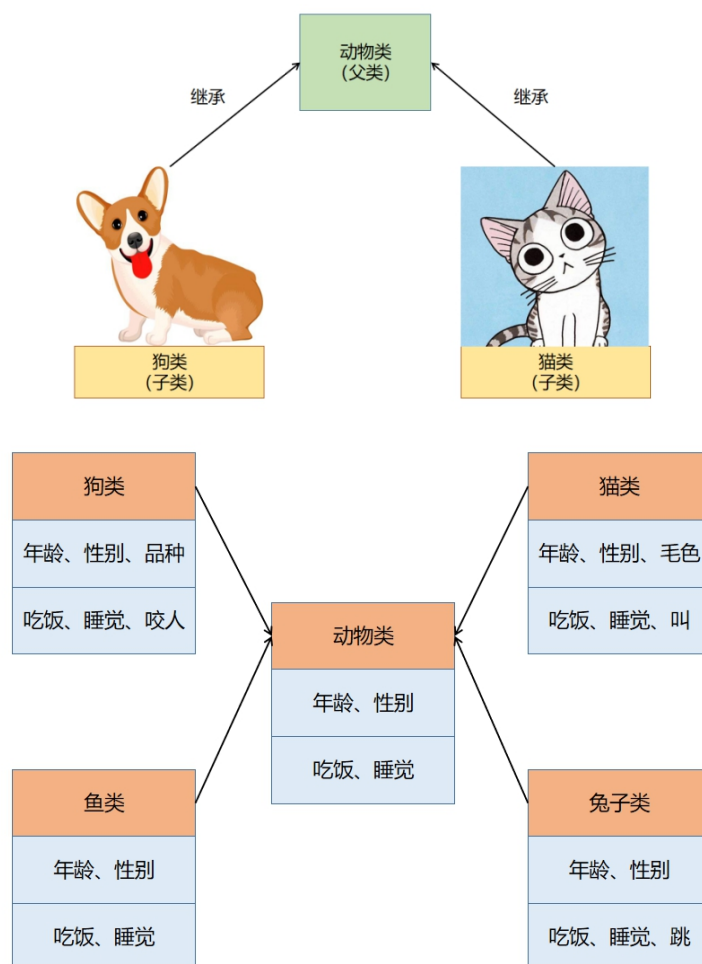 动物类
（父类）
继承
继承
狗类
（子类）
猫类
（子类）
狗类
年龄、性别、品种
吃饭、睡觉、咬人
猫类
年龄、性别、毛色
吃饭、睡觉、叫
动物类
年龄、性别
吃饭、睡觉
鱼类
年龄、性别
吃饭、睡觉
兔子类
年龄、性别
吃饭、睡觉、跳